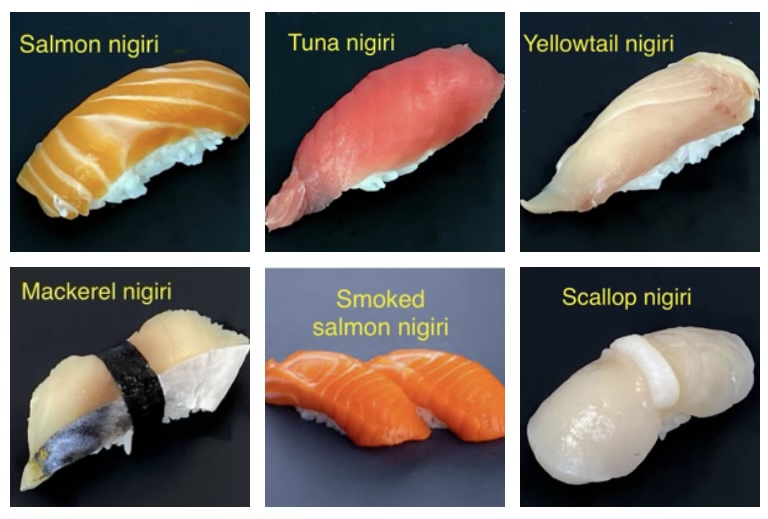 Salmon nigiri
Tuna nigiri
Yellowtail nigiri
Mackerel nigiri
Smoked
salmon nigiri
Scallop nigiri